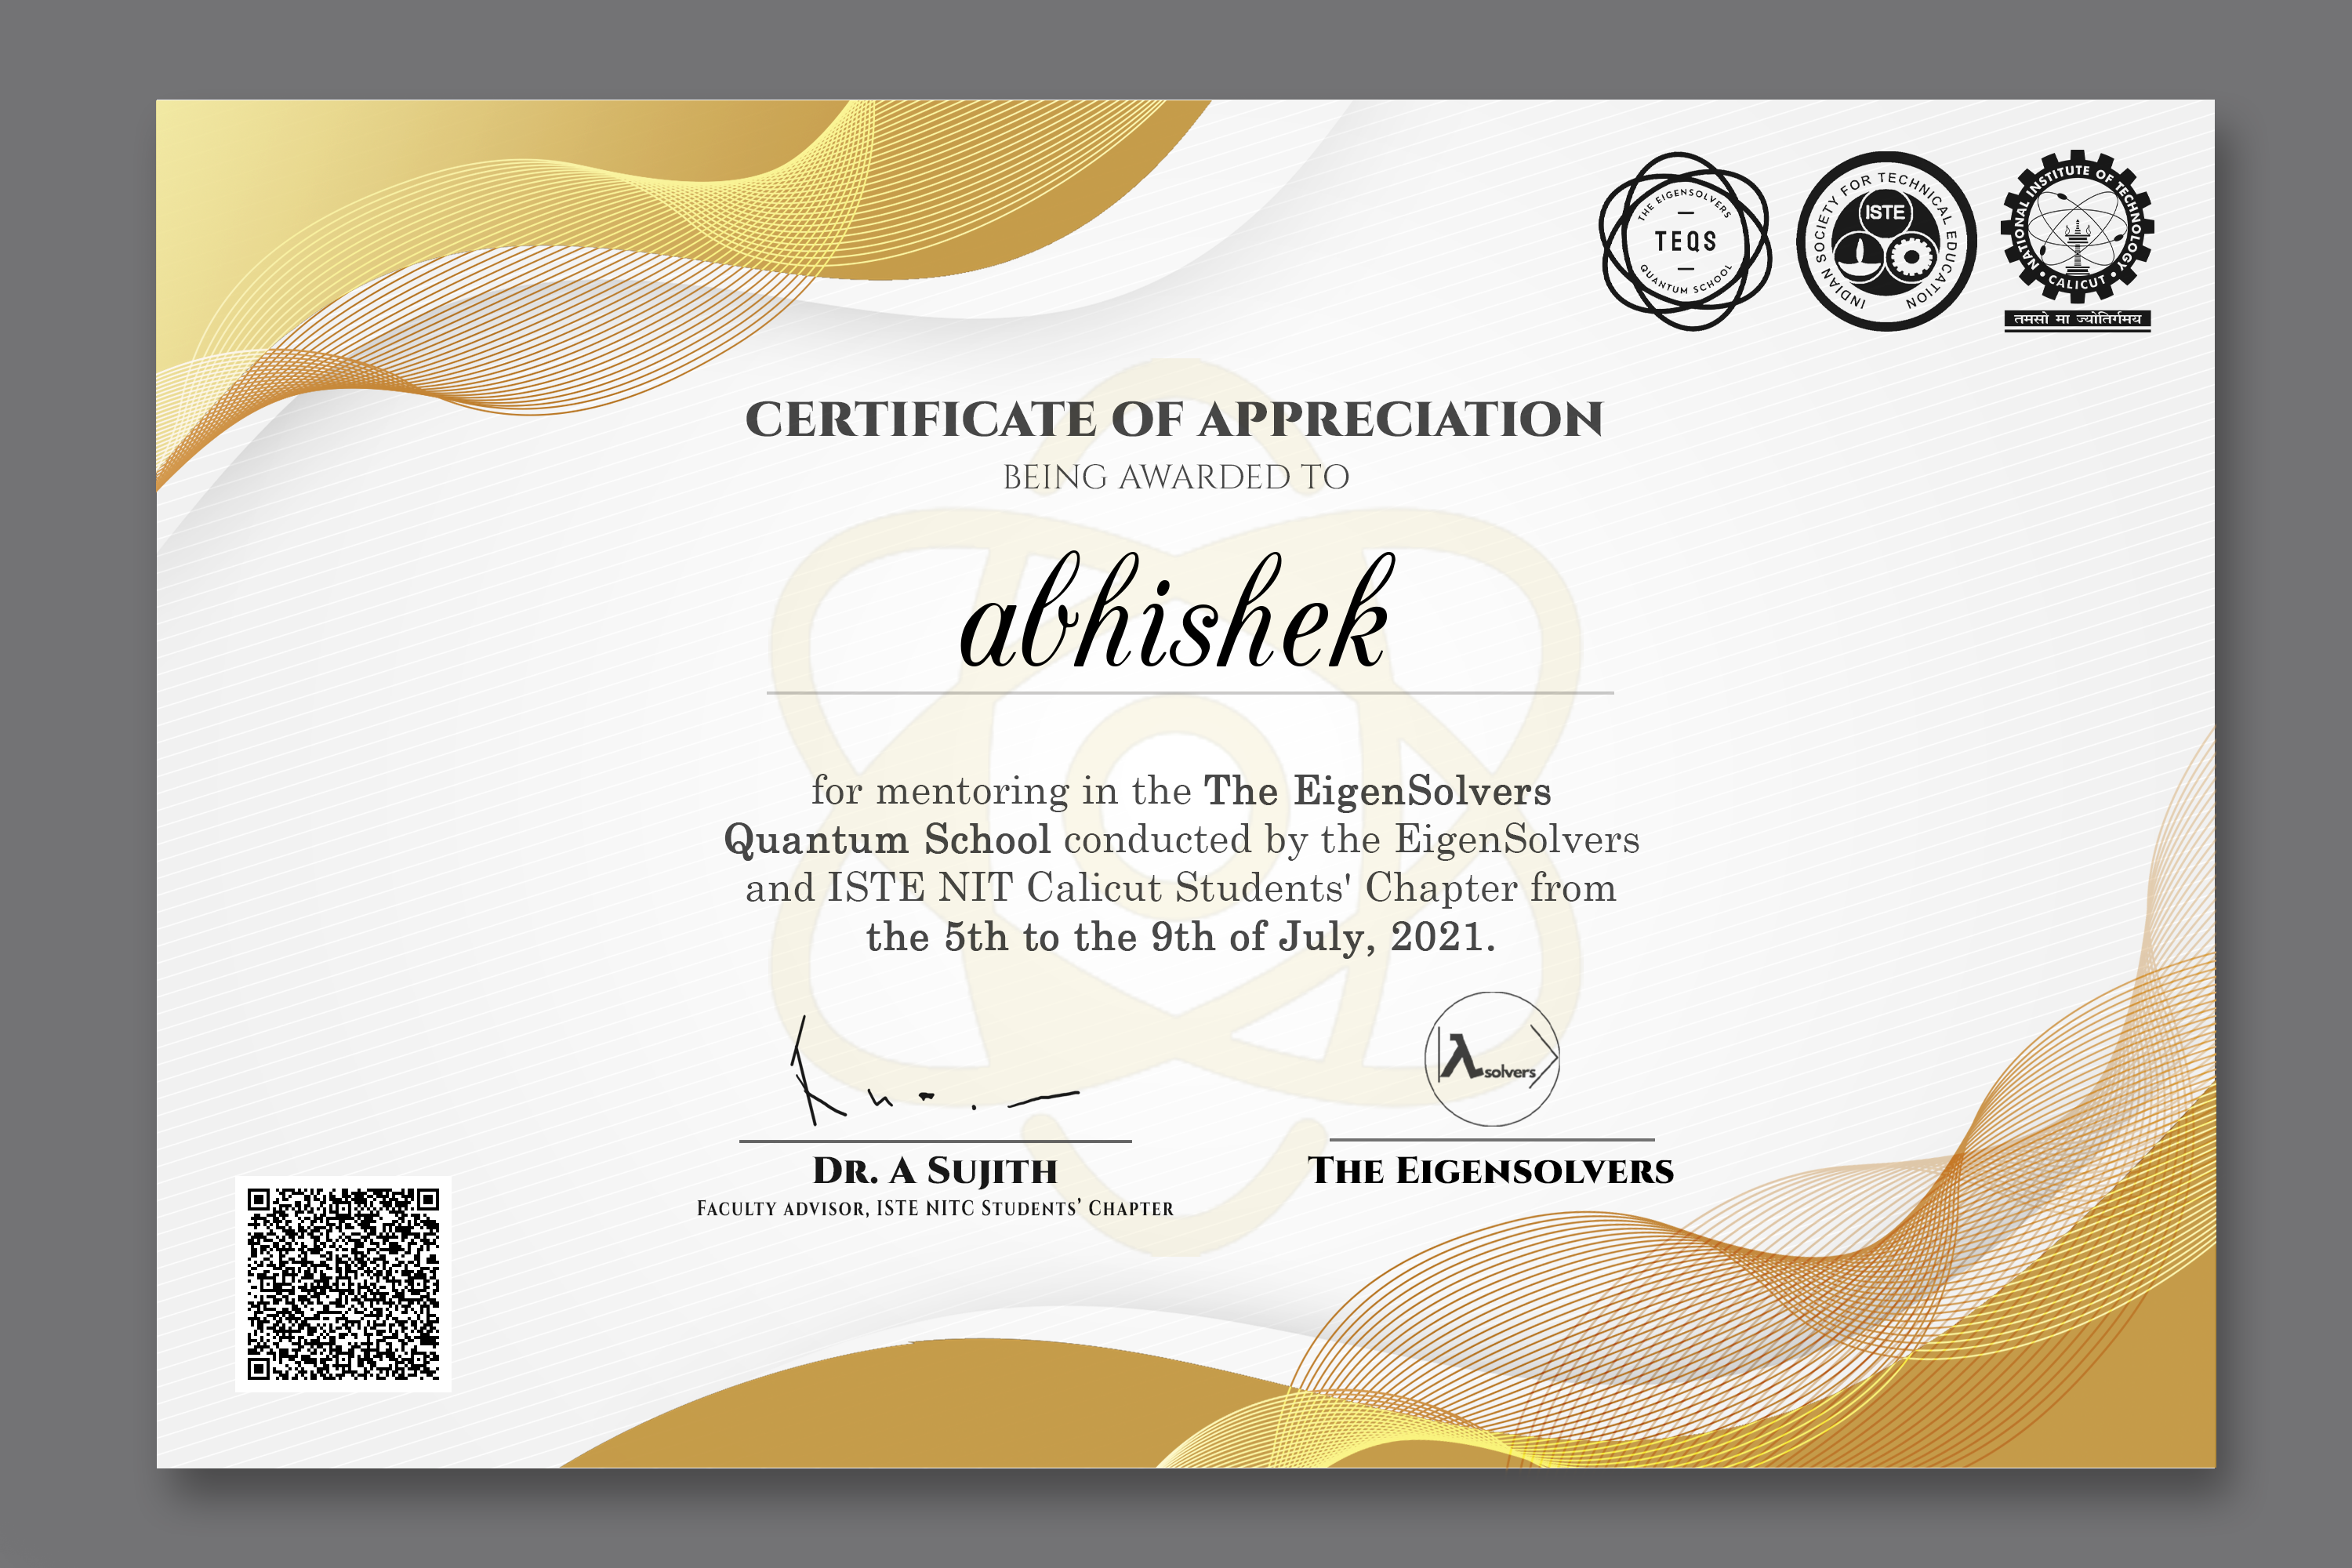 THE EIGENSOLVERS
TEQS
QUANTUM SCHOOL
INDIAN SOCIETY FOR TECHNICAL EDUCATION
ISTE
NATIONAL INSTITUTE OF TECHNOLOGY
• CALICUT •
तमसो मा ज्योतिर्गमय
CERTIFICATE OF APPRECIATION
BEING AWARDED TO
abhishek
for mentoring in the The EigenSolvers
Quantum School conducted by the EigenSolvers
and ISTE NIT Calicut Students' Chapter from
the 5th to the 9th of July, 2021.
λsolvers
DR. A SUJITH
THE EIGENSOLVERS
FACULTY ADVISOR, ISTE NITC STUDENTS’ CHAPTER